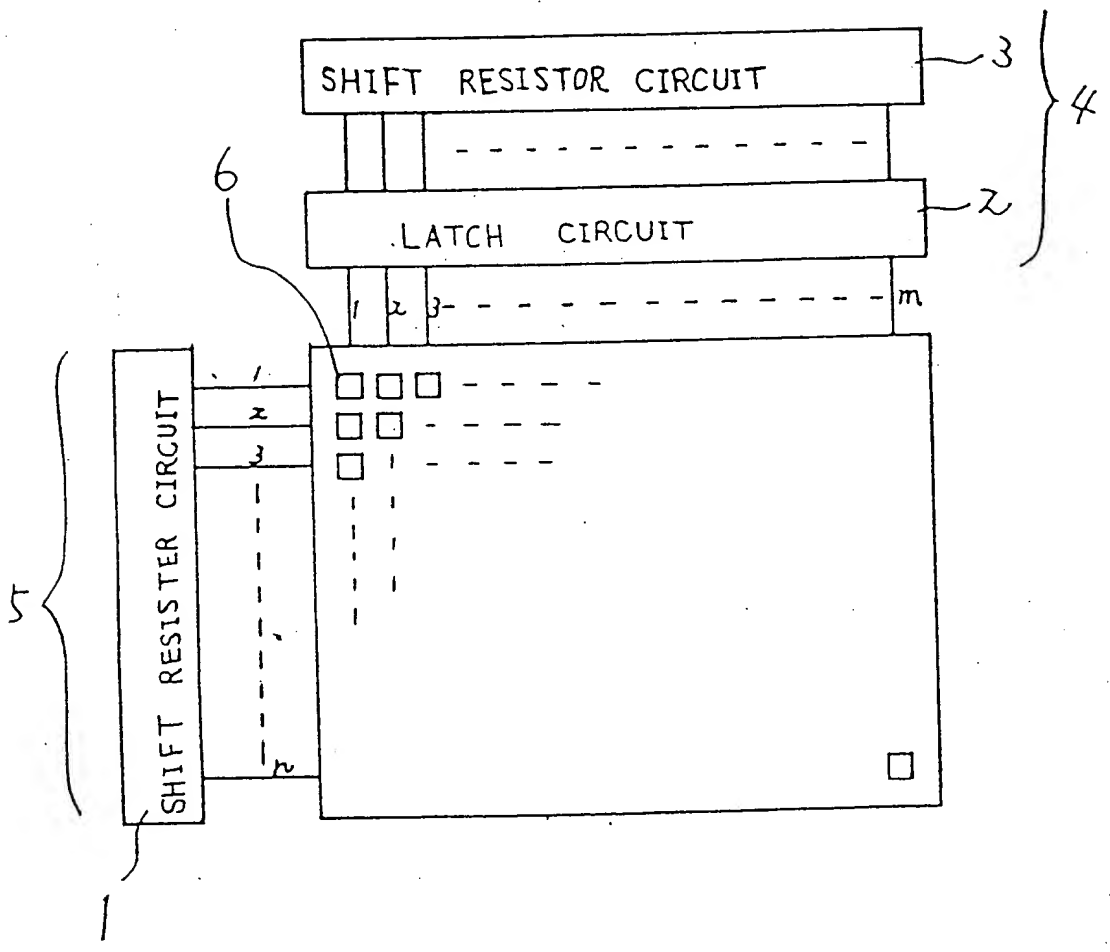 SHIFT RESISTOR CIRCUIT
3
4
6
LATCH CIRCUIT
2
1 2 3 m
1
2
3
n
SHIFT RESISTER CIRCUIT
5
1